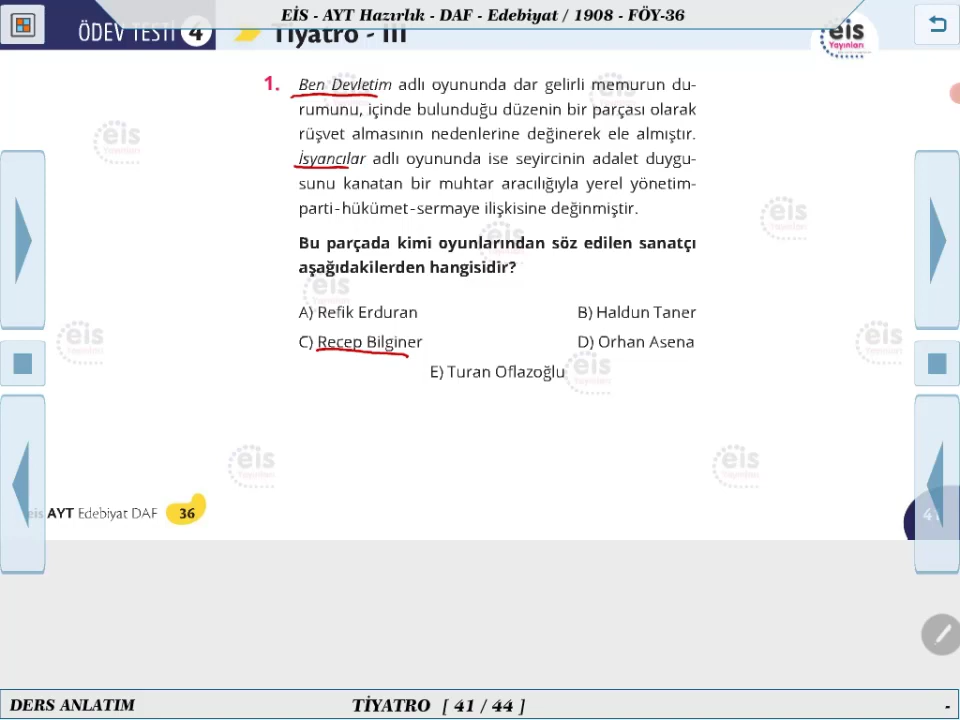 EİS - AYT Hazırlık - DAF - Edebiyat / 1908 - FÖY-36
ÖDEV TESTİ 4 Tiyatro - III
eis
Yayınları
1. Ben Devletim adlı oyununda dar gelirli memurun du-
rumunu, içinde bulunduğu düzenin bir parçası olarak
rüşvet almasının nedenlerine değinerek ele almıştır.
İsyancılar adlı oyununda ise seyircinin adalet duygu-
sunu kanatan bir muhtar aracılığıyla yerel yönetim-
parti-hükümet-sermaye ilişkisine değinmiştir.
Bu parçada kimi oyunlarından söz edilen sanatçı
aşağıdakilerden hangisidir?
A) Refik Erduran B) Haldun Taner
C) Recep Bilginer D) Orhan Asena
E) Turan Oflazoğlu
eis AYT Edebiyat DAF 36
DERS ANLATIM TİYATRO [ 41 / 44 ] -